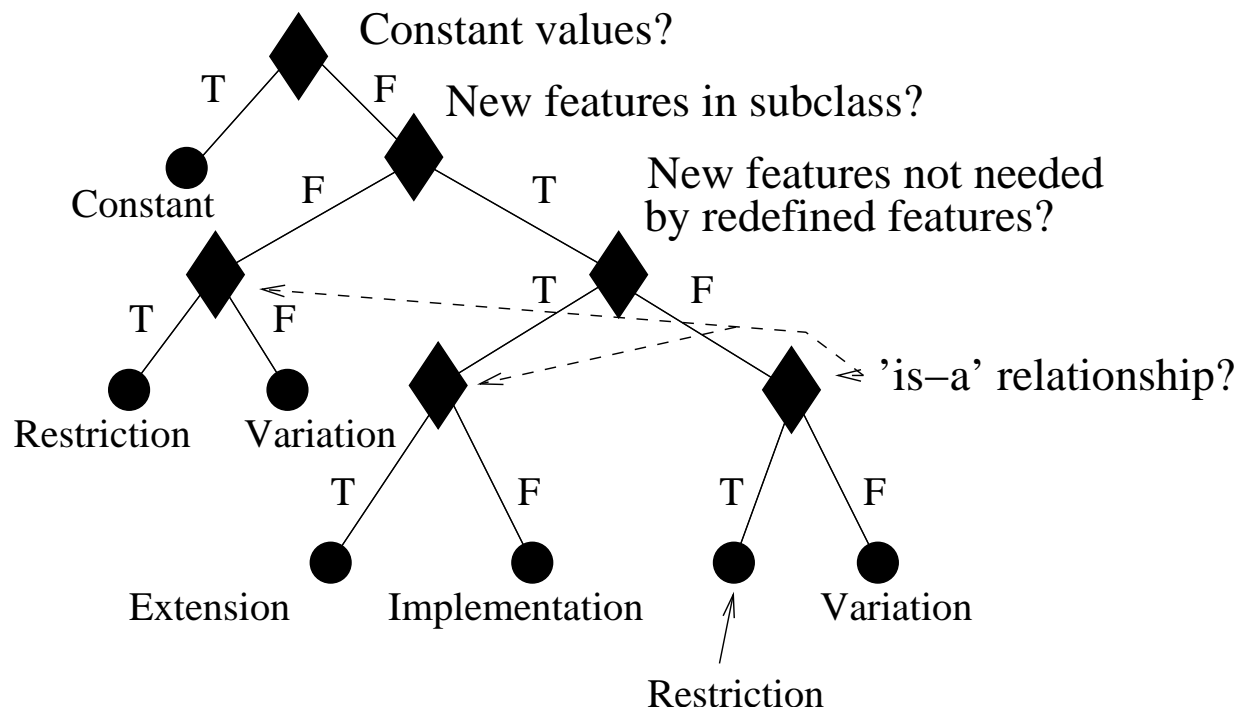 Constant values?
T
F
New features in subclass?
Constant
F
T
New features not needed
by redefined features?
T
F
T
F
'is–a' relationship?
Restriction
Variation
T
F
T
F
Extension
Implementation
Variation
Restriction